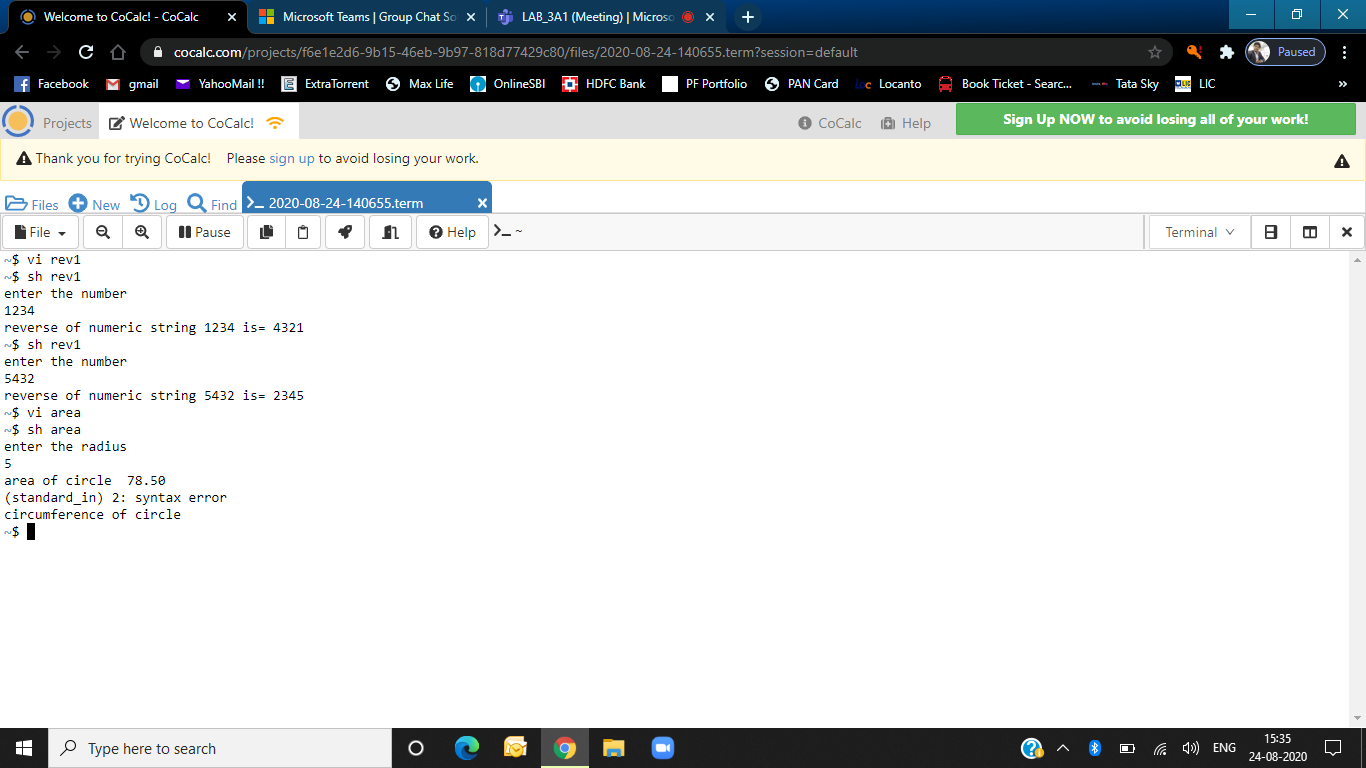 Welcome to CoCalc! - CoCalc
Microsoft Teams | Group Chat So
LAB_3A1 (Meeting) | Microso
cocalc.com/projects/f6e1e2d6-9b15-46eb-9b97-818d77429c80/files/2020-08-24-140655.term?session=default
Paused
Facebook
gmail
YahooMail !!
ExtraTorrent
Max Life
OnlineSBI
HDFC Bank
PF Portfolio
PAN Card
Locanto
Book Ticket - Searc...
Tata Sky
LIC
»
Projects
Welcome to CoCalc!
CoCalc
Help
Sign Up NOW to avoid losing all of your work!
Thank you for trying CoCalc! Please sign up to avoid losing your work.
Files
New
Log
Find
2020-08-24-140655.term
File
Pause
Help
~
Terminal
~$ vi rev1
~$ sh rev1
enter the number
1234
reverse of numeric string 1234 is= 4321
~$ sh rev1
enter the number
5432
reverse of numeric string 5432 is= 2345
~$ vi area
~$ sh area
enter the radius
5
area of circle  78.50
(standard_in) 2: syntax error
circumference of circle
~$
Type here to search
ENG
15:35
24-08-2020